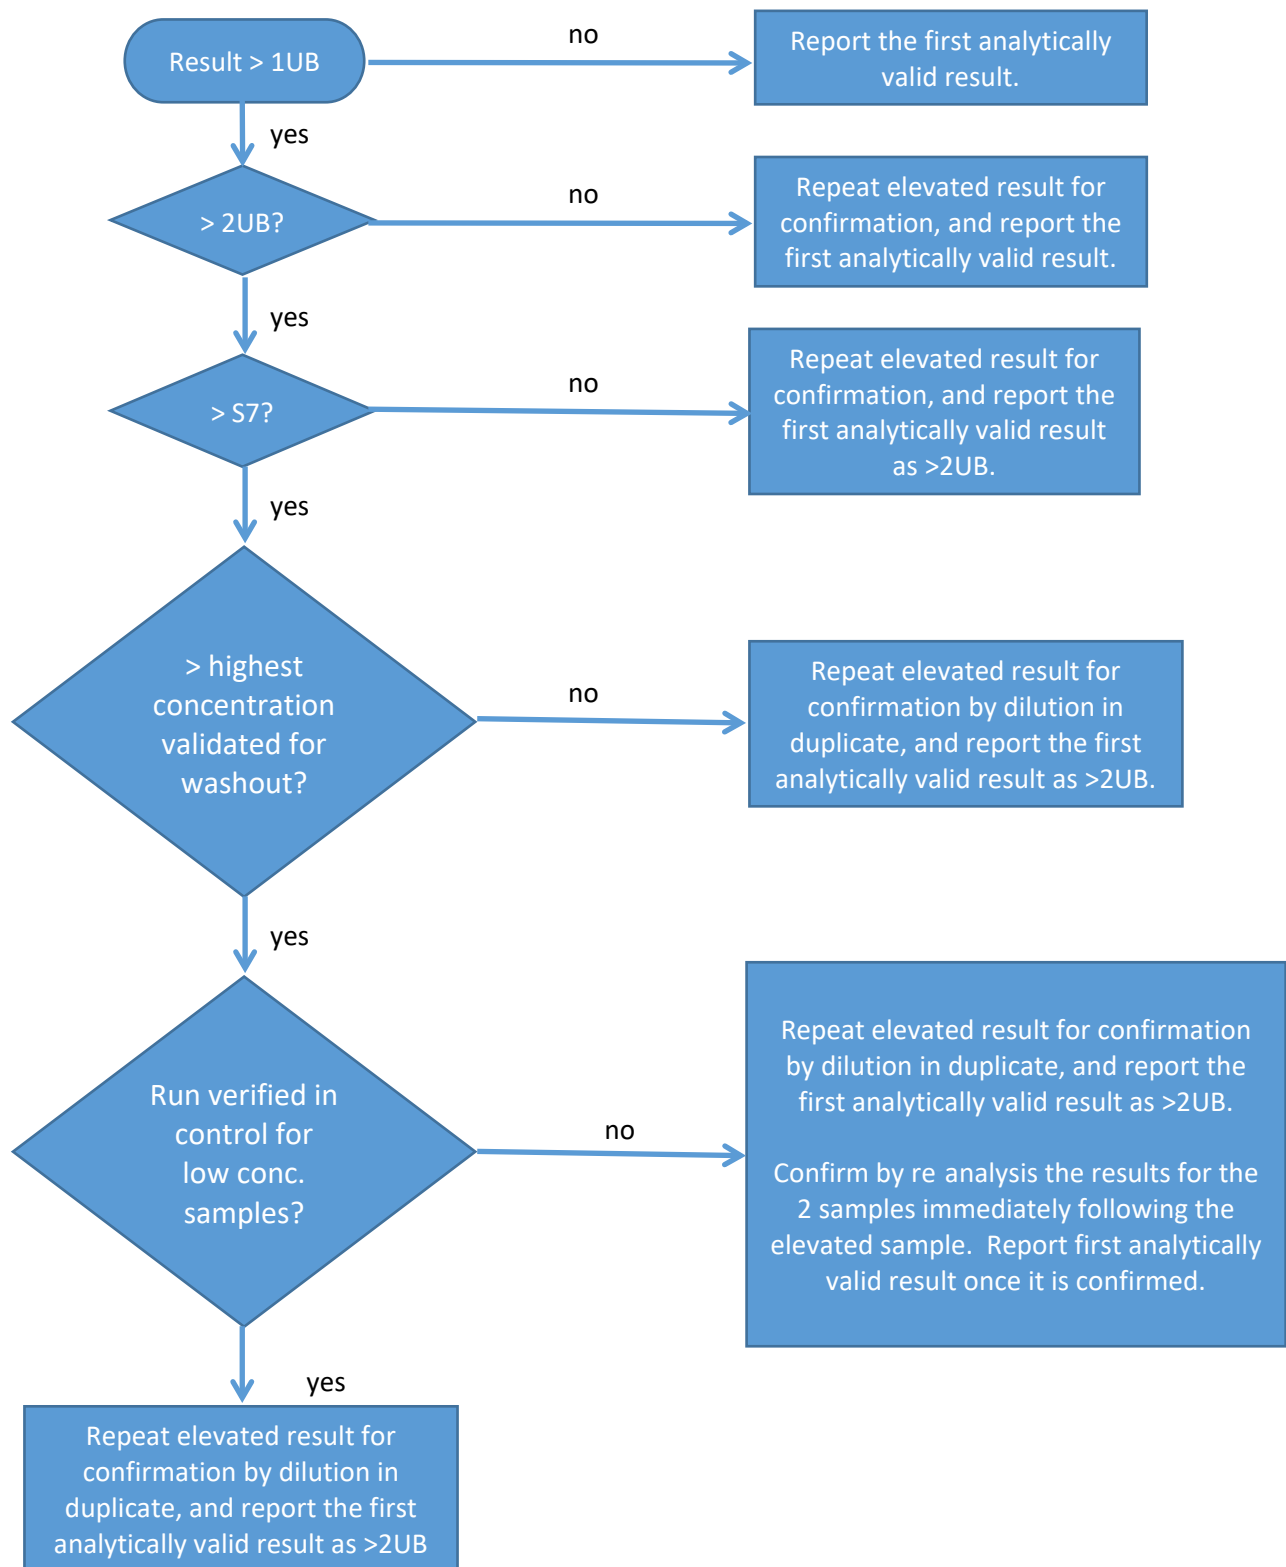 Result > 1UB
no
Report the first analytically
valid result.
yes
> 2UB?
no
Repeat elevated result for
confirmation, and report the
first analytically valid result.
yes
> S7?
no
Repeat elevated result for
confirmation, and report the
first analytically valid result
as >2UB.
yes
> highest
concentration
validated for
washout?
no
Repeat elevated result for
confirmation by dilution in
duplicate, and report the first
analytically valid result as >2UB.
yes
Run verified in
control for
low conc.
samples?
no
Repeat elevated result for confirmation
by dilution in duplicate, and report the
first analytically valid result as >2UB.
Confirm by re analysis the results for the
2 samples immediately following the
elevated sample.  Report first analytically
valid result once it is confirmed.
yes
Repeat elevated result for
confirmation by dilution in
duplicate, and report the first
analytically valid result as >2UB